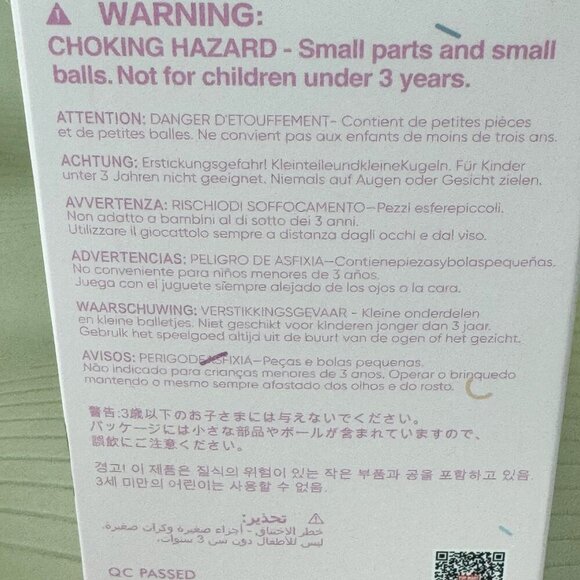 ⚠ WARNING:
CHOKING HAZARD - Small parts and small
balls. Not for children under 3 years.
ATTENTION: DANGER D'ETOUFFEMENT- Contient de petites pièces
et de petites balles. Ne convient pas aux enfants de moins de trois ans.
ACHTUNG: Erstickungsgefahr! KleinteileundkleineKugeln. Für Kinder
unter 3 Jahren nicht geeignet. Niemals auf Augen oder Gesicht zielen.
AVVERTENZA: RISCHIODI SOFFOCAMENTO—Pezzi esferepiccoli.
Non adatto a bambini al di sotto dei 3 anni.
Utilizzare il giocattolo sempre a distanza dagli occhi e dal viso.
ADVERTENCIAS: PELIGRO DE ASFIXIA—Contienepiezasybolaspequeñas.
No conveniente para niños menores de 3 años.
Juega con el juguete siempre alejado de los ojos o la cara.
WAARSCHUWING: VERSTIKKINGSGEVAAR - Kleine onderdelen
en kleine balletjes. Niet geschikt voor kinderen jonger dan 3 jaar.
Gebruik het speelgoed altijd uit de buurt van de ogen of het gezicht.
AVISOS: PERIGODEASFIXIA—Peças e bolas pequenas.
Não indicado para crianças menores de 3 anos. Operar o brinquedo
mantendo o mesmo sempre afastado dos olhos e do rosto.
警告:3歳以下のお子さまには与えないでください。
パッケージには小さな部品やボールが含まれていますので、
誤飲にご注意ください。
경고! 이 제품은 질식의 위험이 있는 작은 부품과 공을 포함하고 있음.
3세 미만의 어린이는 사용할 수 없음.
⚠ تحذير:
خطر الاختناق - أجزاء صغيرة وكرات صغيرة.
ليس للأطفال دون سن 3 سنوات.
QC PASSED